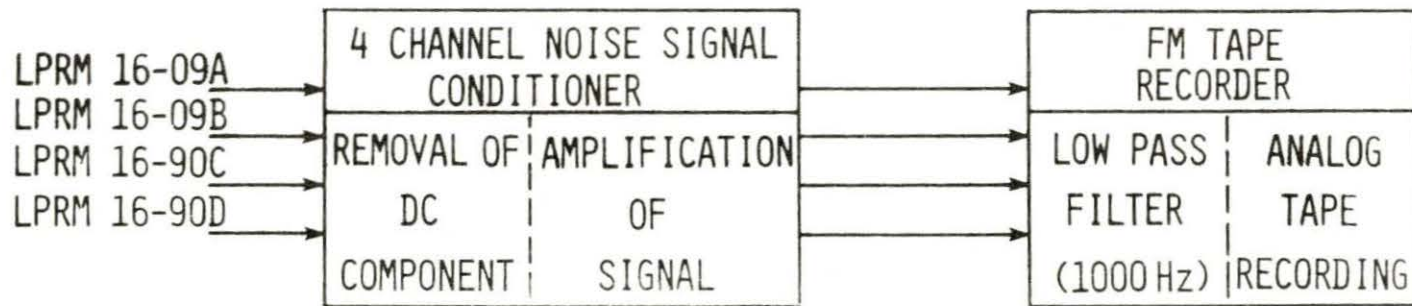 LPRM 16-09A
LPRM 16-09B
LPRM 16-90C
LPRM 16-90D
4 CHANNEL NOISE SIGNAL
CONDITIONER
REMOVAL OF
DC
COMPONENT
AMPLIFICATION
OF
SIGNAL
FM TAPE
RECORDER
LOW PASS
FILTER
(1000 Hz)
ANALOG
TAPE
RECORDING